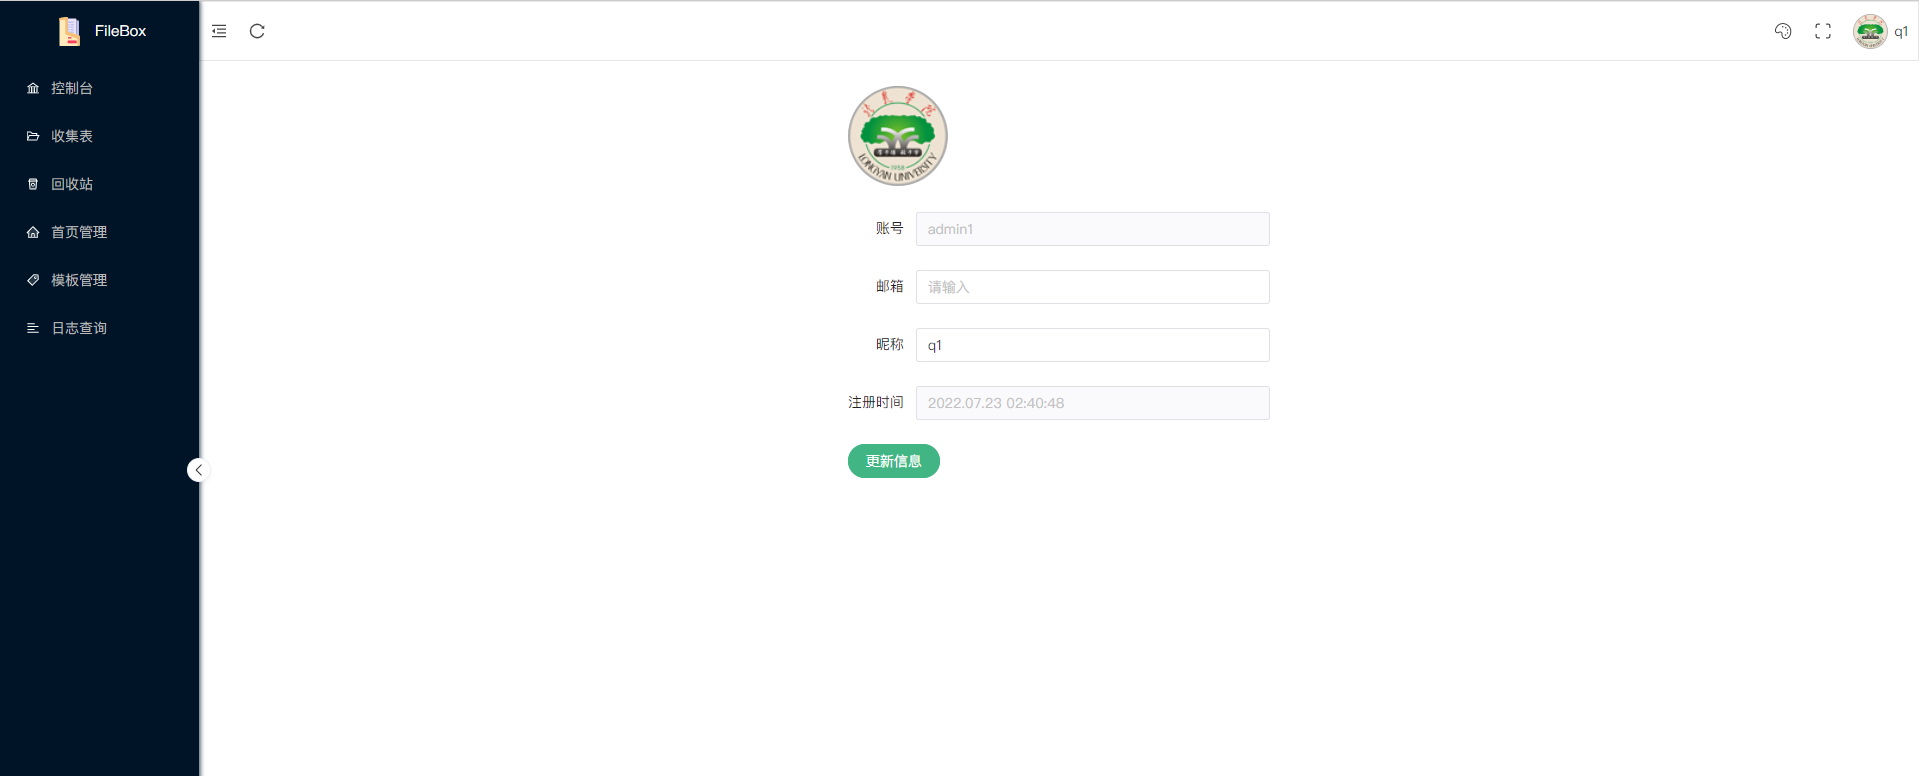 FileBox
q1
控制台
收集表
回收站
首页管理
模板管理
日志查询
1958
LONGYAN UNIVERSITY
账号
admin1
邮箱
请输入
昵称
q1
注册时间
2022.07.23 02:40:48
更新信息